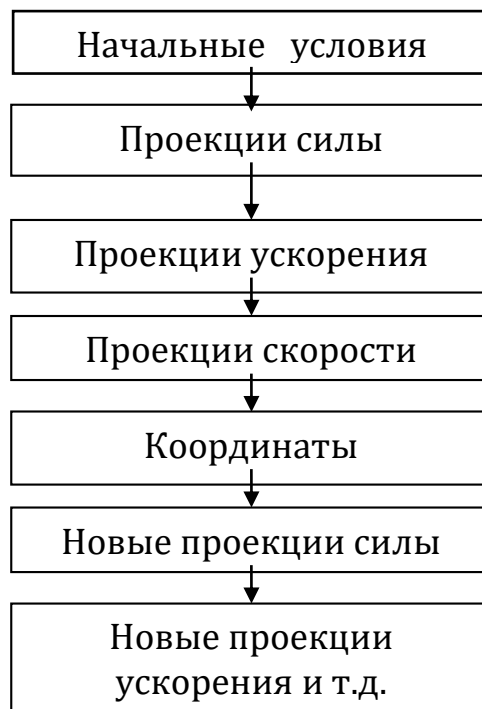 Начальные условия
Проекции силы
Проекции ускорения
Проекции скорости
Координаты
Новые проекции силы
Новые проекции
ускорения и т.д.